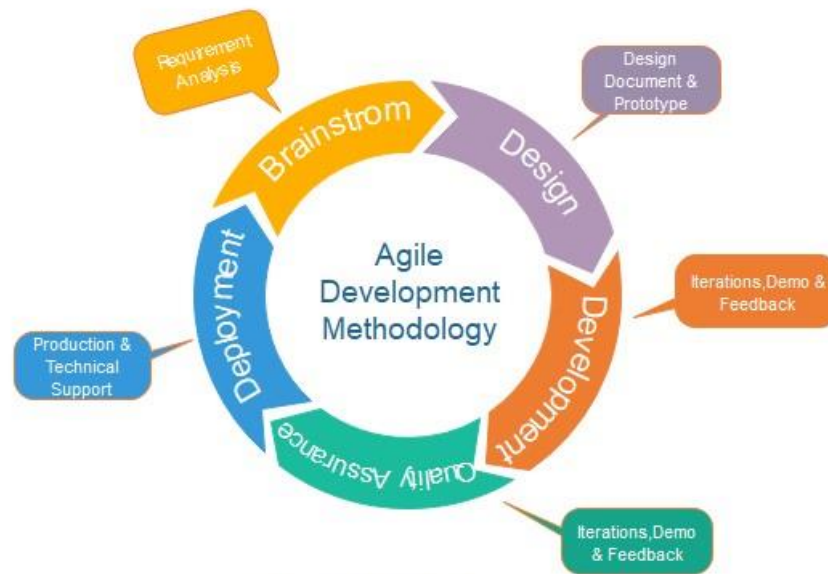 Requirement
Analysis
Brainstrom
Design
Document &
Prototype
Design
Iterations,Demo &
Feedback
Development
Iterations,Demo
& Feedback
Quality Assurance
Production &
Technical
Support
Deployment
Agile
Development
Methodology